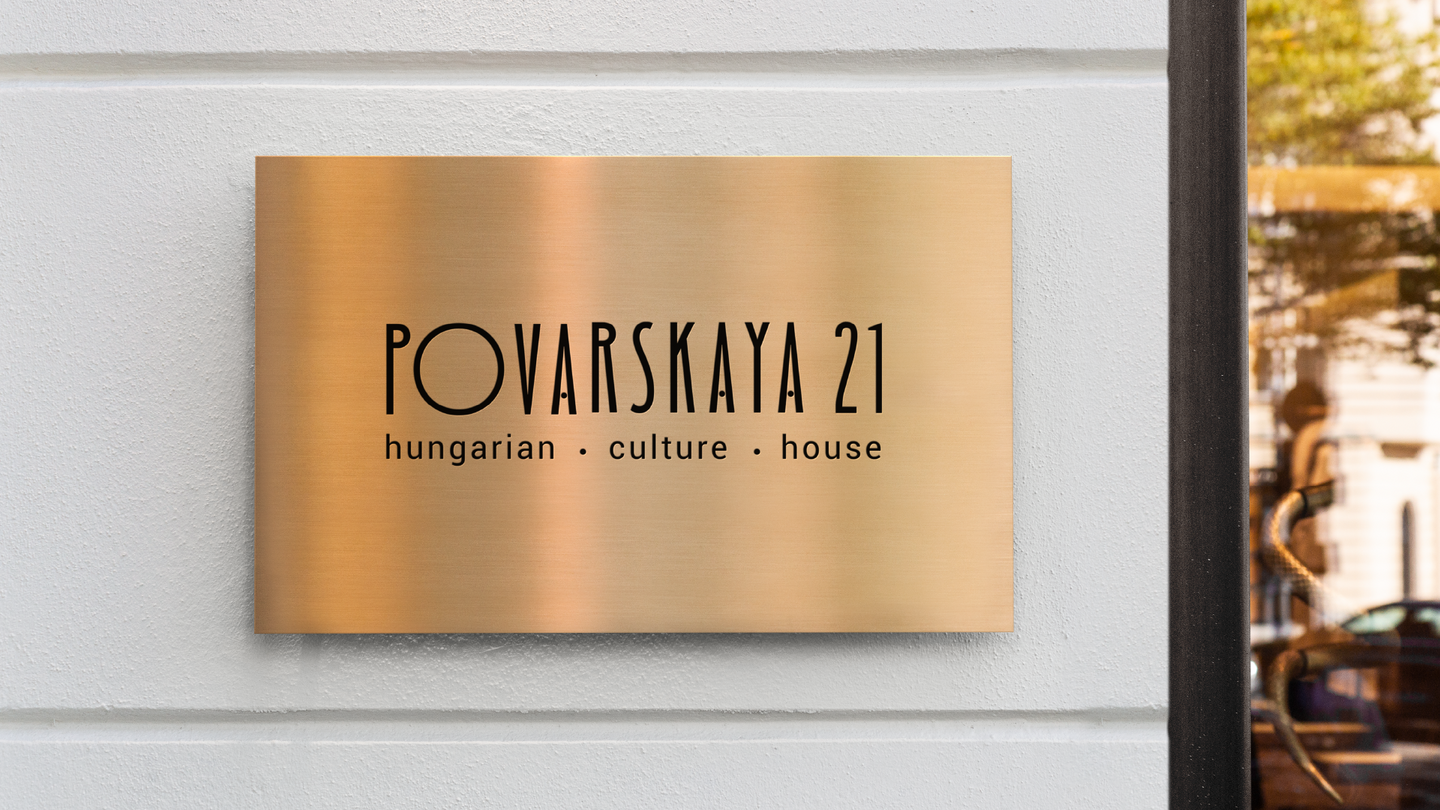 POVARSKAYA 21
hungarian · culture · house